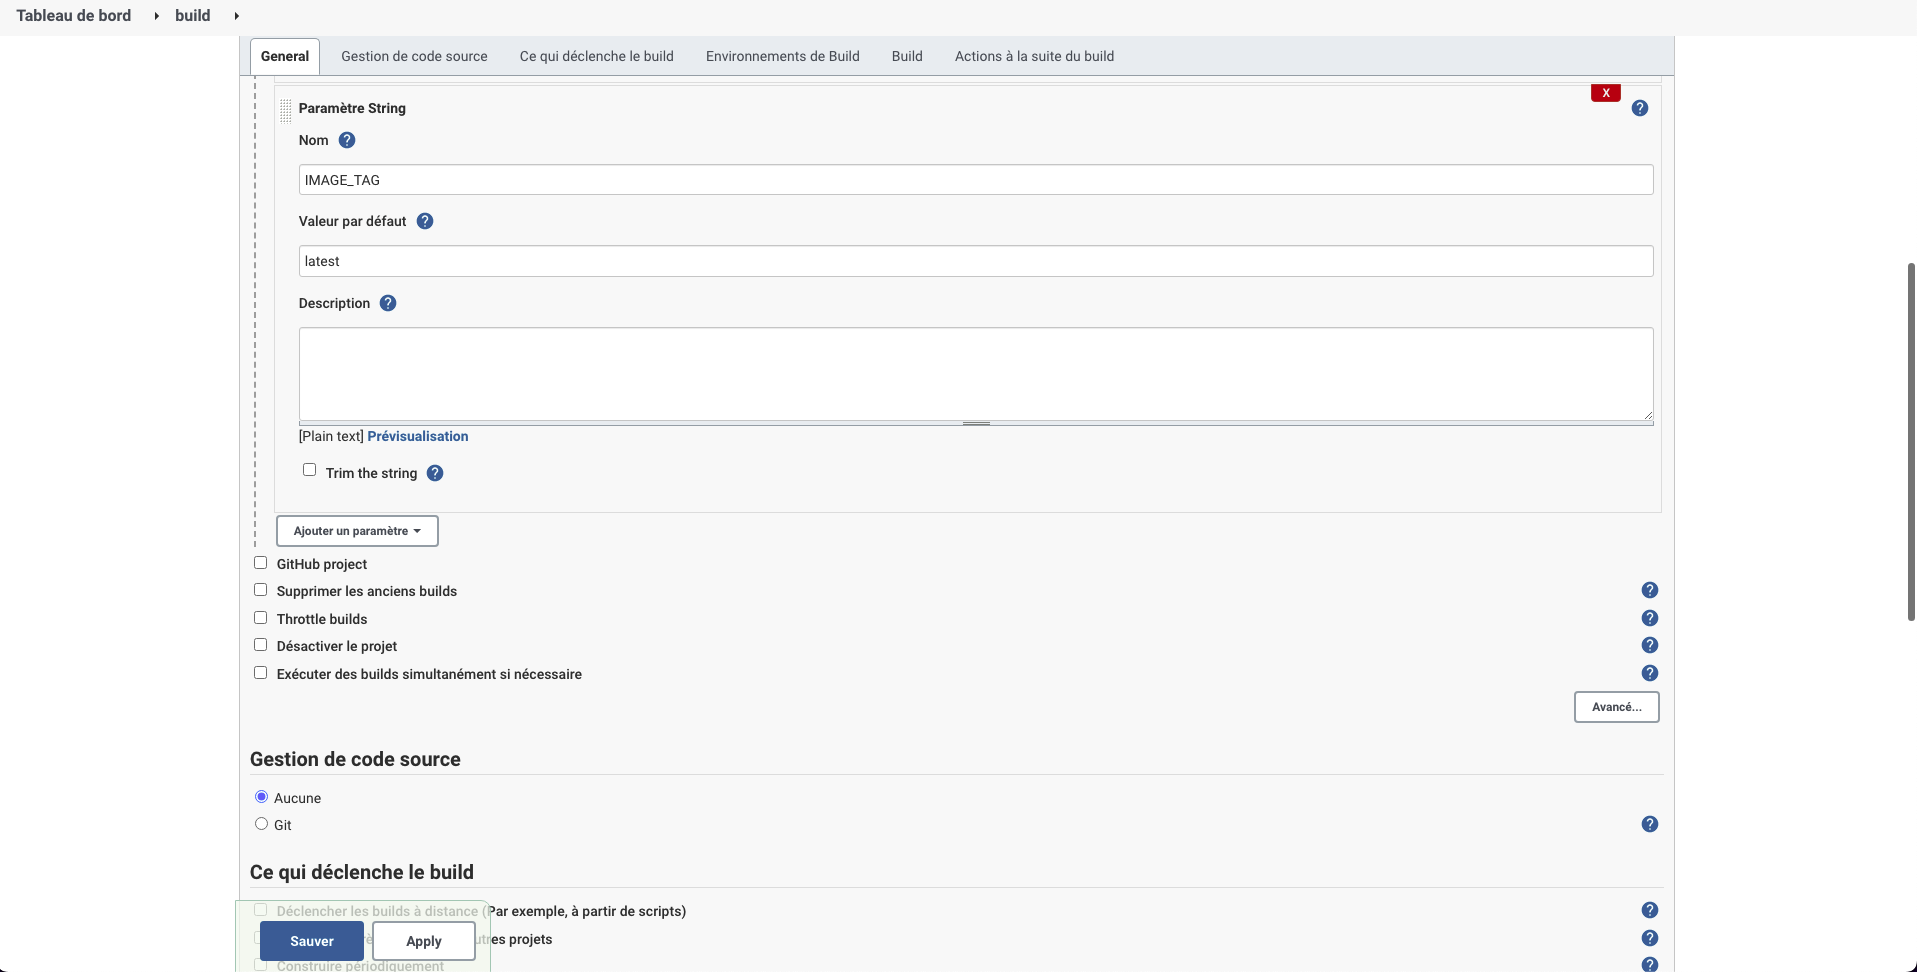 Tableau de bord build
General Gestion de code source Ce qui déclenche le build Environnements de Build Build Actions à la suite du build
X
Paramètre String ?
Nom ?
IMAGE_TAG
Valeur par défaut ?
latest
Description ?
[Plain text] Prévisualisation
Trim the string ?
Ajouter un paramètre
GitHub project
Supprimer les anciens builds ?
Throttle builds ?
Désactiver le projet ?
Exécuter des builds simultanément si nécessaire ?
Avancé...
Gestion de code source
Aucune
Git ?
Ce qui déclenche le build
Déclencher les builds à distance (Par exemple, à partir de scripts) ?
projets ?
Sauver Apply
Construire périodiquement ?